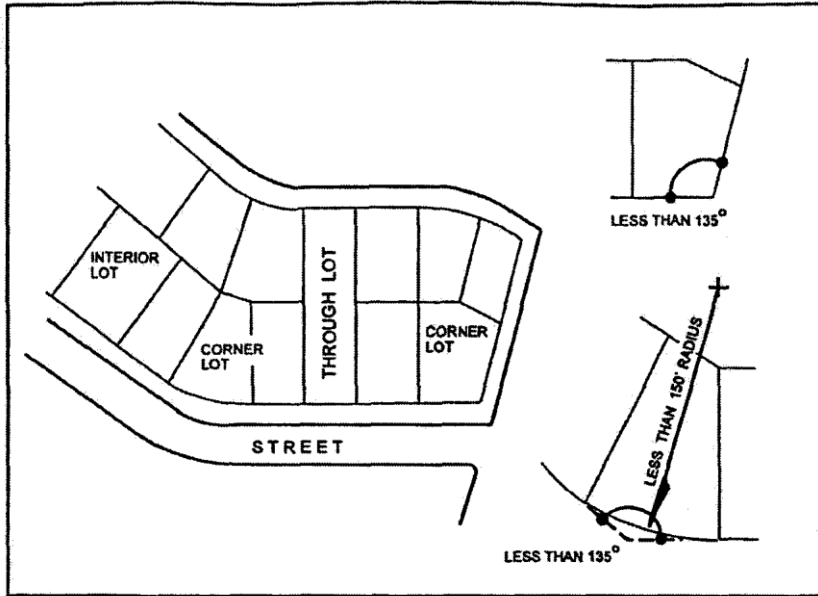 LESS THAN 135°
INTERIOR
LOT
THROUGH LOT
CORNER
LOT
CORNER
LOT
STREET
LESS THAN 150' RADIUS
LESS THAN 135°